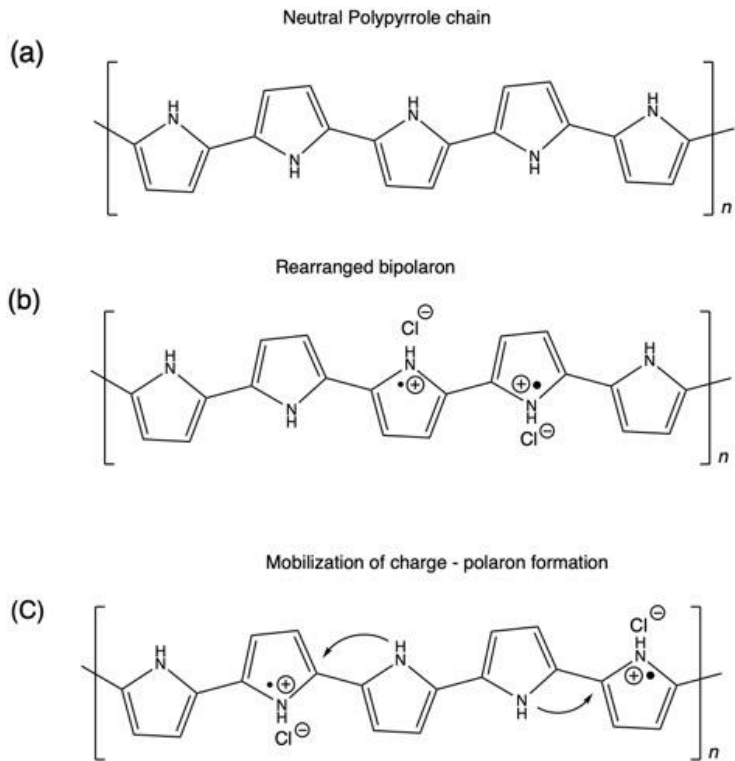 Neutral Polypyrrole chain
(a)
H
N
N
H
H
N
N
H
H
N
n
Rearranged bipolaron
(b)
Cl ⊖
H
N
N
H
H
N
• ⊕
⊕ •
N
H
Cl ⊖
H
N
n
Mobilization of charge - polaron formation
(C)
H
N
• ⊕
N
H
Cl ⊖
H
N
N
H
Cl ⊖
H
N
⊕ •
n